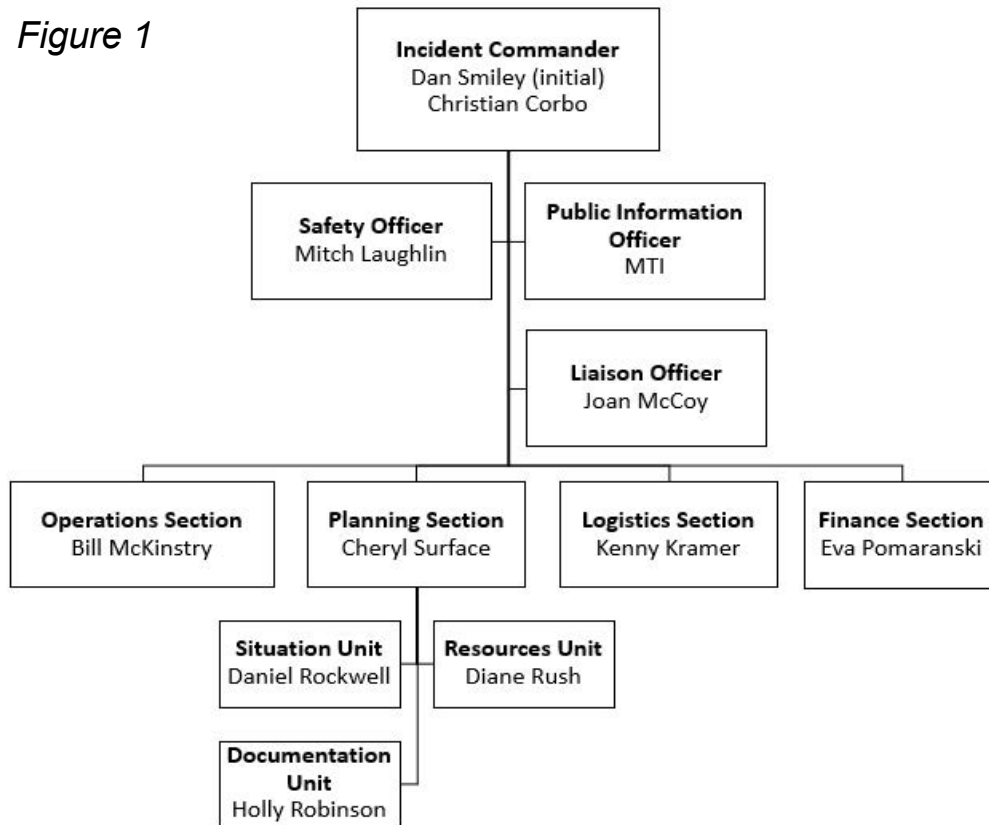 Figure 1
Incident Commander
Dan Smiley (initial)
Christian Corbo
Safety Officer
Mitch Laughlin
Public Information
Officer
MTI
Liaison Officer
Joan McCoy
Operations Section
Bill McKinstry
Planning Section
Cheryl Surface
Logistics Section
Kenny Kramer
Finance Section
Eva Pomaranski
Situation Unit
Daniel Rockwell
Resources Unit
Diane Rush
Documentation
Unit
Holly Robinson